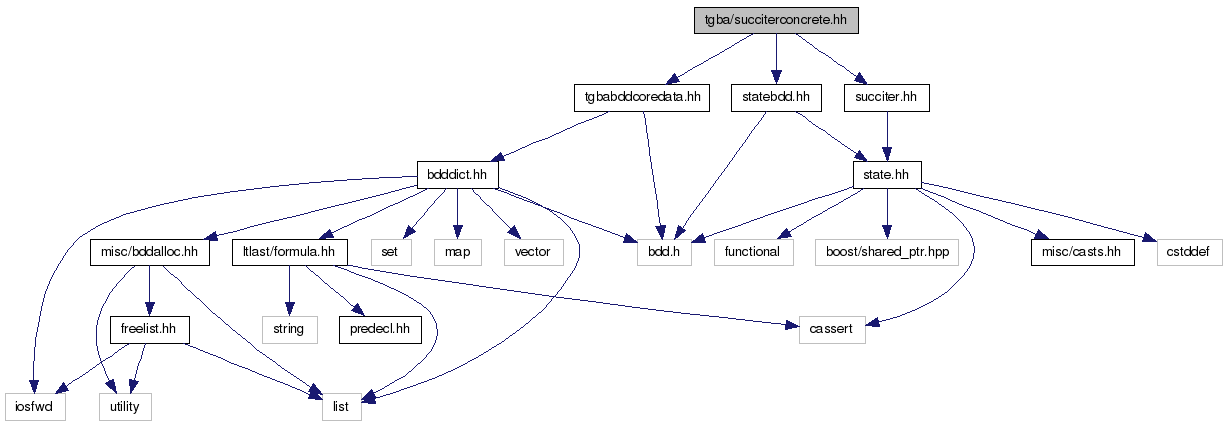 tgba/succiterconcrete.hh
tgbabddcoredata.hh
statebdd.hh
succiter.hh
bdddict.hh
state.hh
misc/bddalloc.hh
ltlast/formula.hh
set
map
vector
bdd.h
functional
boost/shared_ptr.hpp
misc/casts.hh
cstddef
freelist.hh
string
predecl.hh
cassert
iosfwd
utility
list